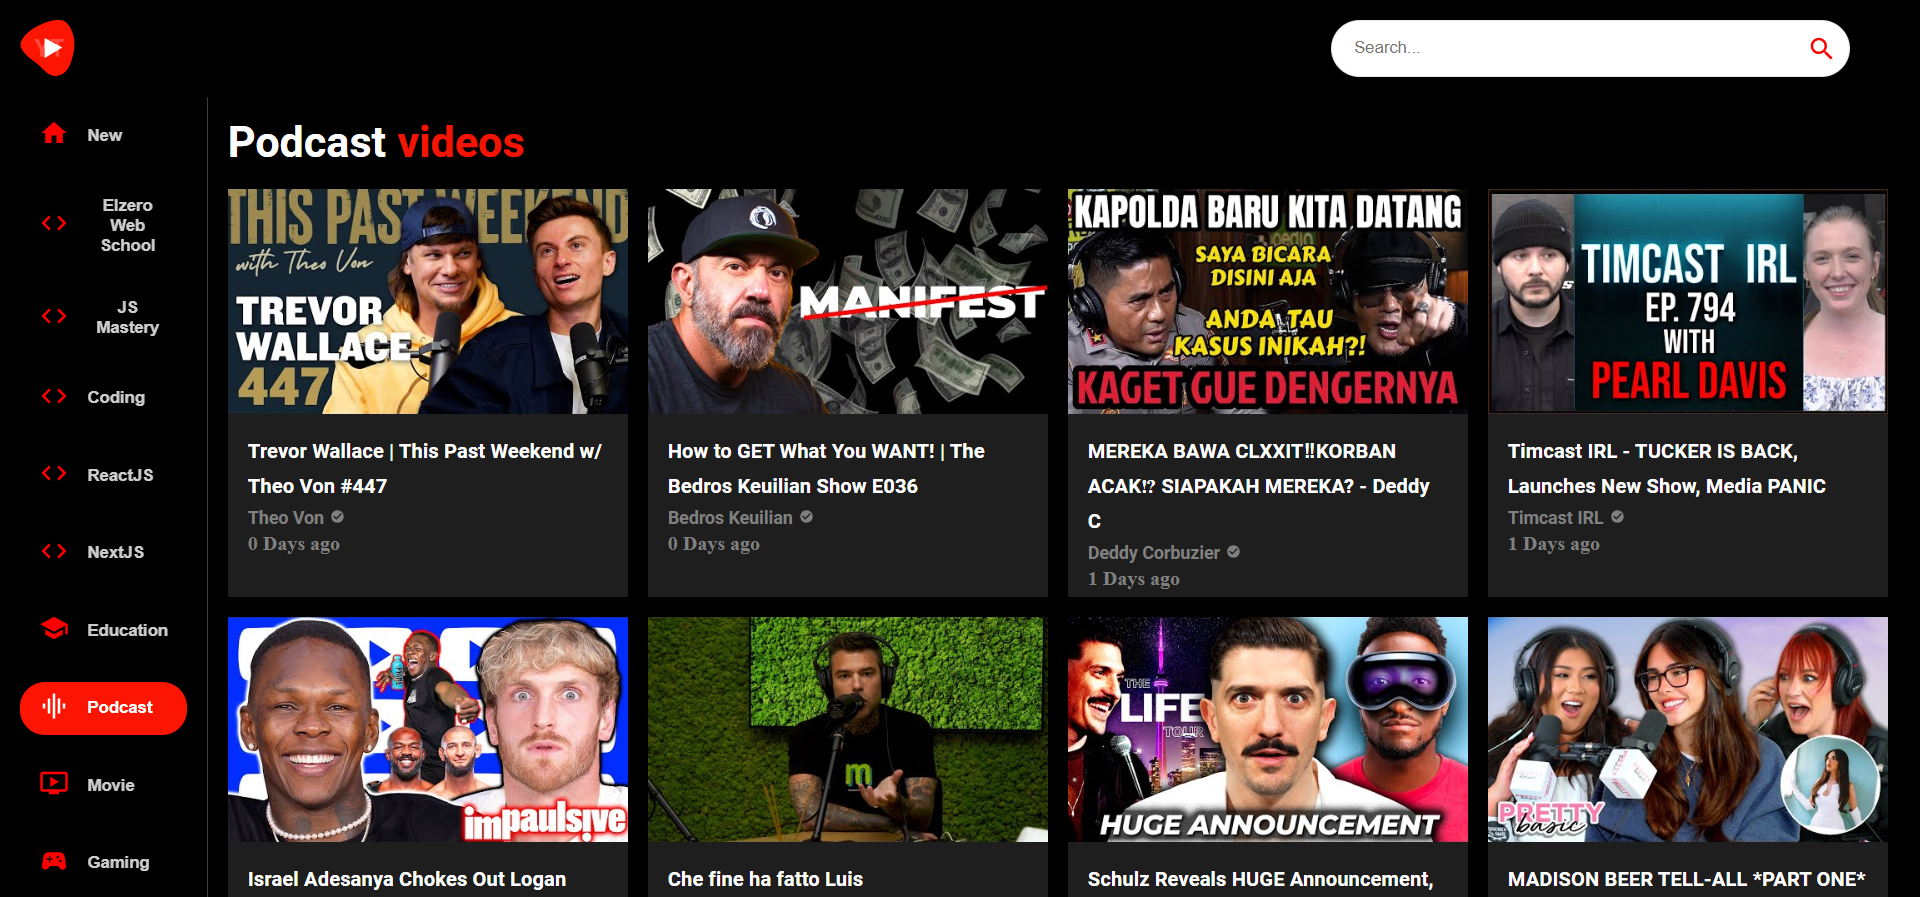 YT
Search...
New
Elzero
Web
School
JS
Mastery
Coding
ReactJS
NextJS
Education
Podcast
Movie
Gaming
Podcast videos
THIS PAST WEEKEND
with Theo Von
TREVOR
WALLACE
447
Trevor Wallace | This Past Weekend w/
Theo Von #447
Theo Von
0 Days ago
MANIFEST
How to GET What You WANT! | The
Bedros Keuilian Show E036
Bedros Keuilian
0 Days ago
KAPOLDA BARU KITA DATANG
SAYA BICARA
DISINI AJA
ANDA TAU
KASUS INIKAH?!
KAGET GUE DENGERNYA
MEREKA BAWA CLXXIT‼️KORBAN
ACAK⁉️ SIAPAKAH MEREKA? - Deddy
C
Deddy Corbuzier
1 Days ago
TIMCAST IRL
EP. 794
WITH
PEARL DAVIS
Timcast IRL - TUCKER IS BACK,
Launches New Show, Media PANIC
Timcast IRL
1 Days ago
impaulsive
Israel Adesanya Chokes Out Logan
m
Che fine ha fatto Luis
THE
LIFE
TOUR
HUGE ANNOUNCEMENT
Schulz Reveals HUGE Announcement,
PRETTY
basic
MADISON BEER TELL-ALL *PART ONE*